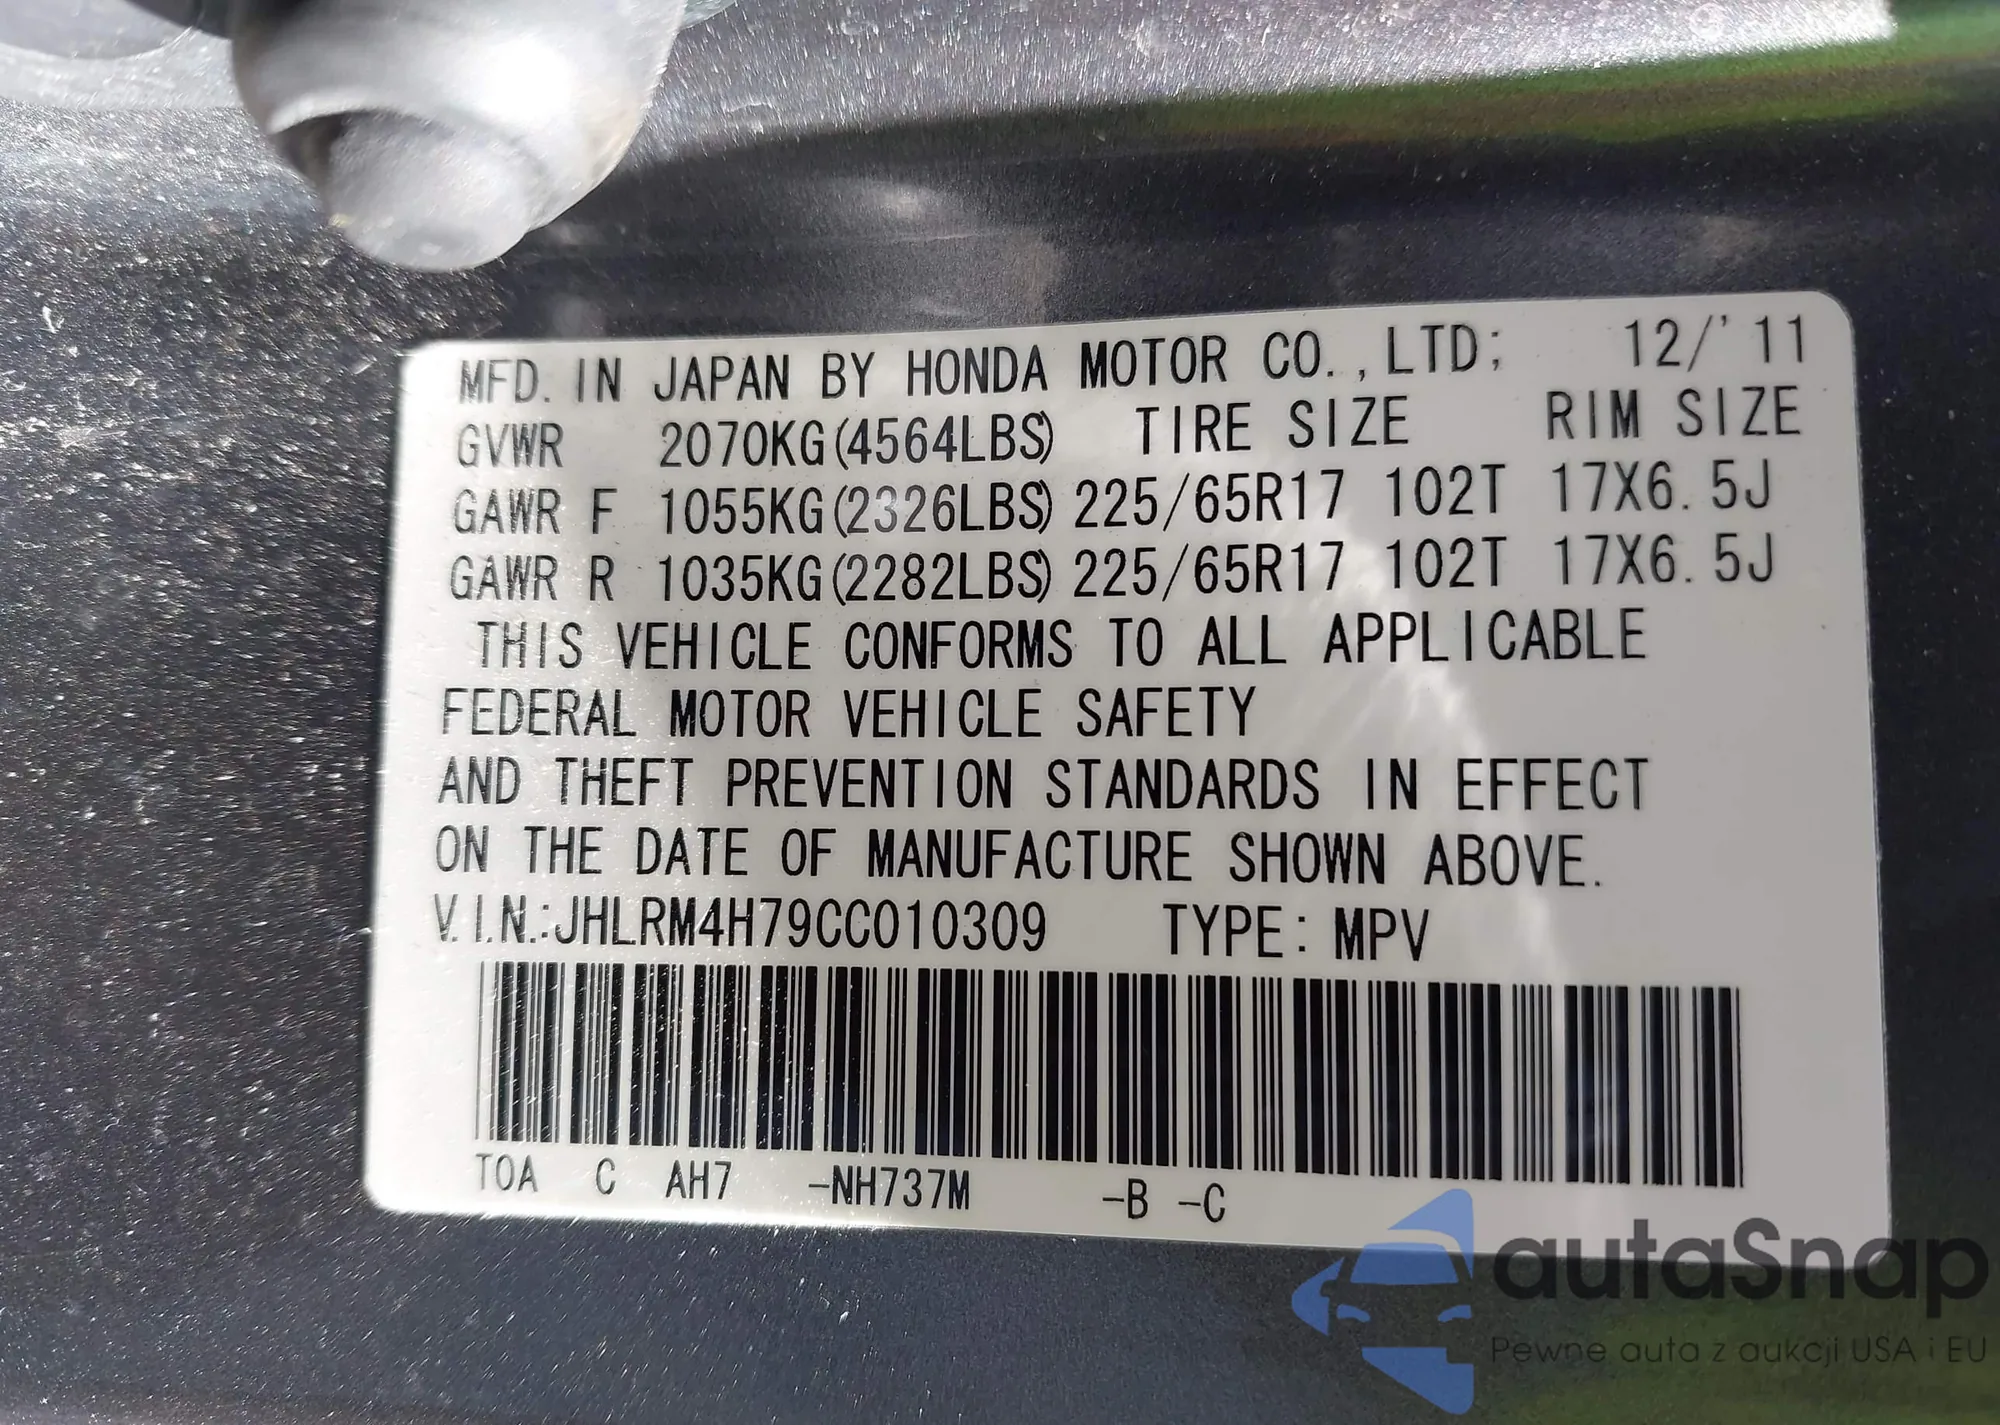 MFD. IN JAPAN BY HONDA MOTOR CO.,LTD; 12/'11
GVWR 2070KG(4564LBS) TIRE SIZE RIM SIZE
GAWR F 1055KG(2326LBS) 225/65R17 102T 17X6.5J
GAWR R 1035KG(2282LBS) 225/65R17 102T 17X6.5J
THIS VEHICLE CONFORMS TO ALL APPLICABLE
FEDERAL MOTOR VEHICLE SAFETY
AND THEFT PREVENTION STANDARDS IN EFFECT
ON THE DATE OF MANUFACTURE SHOWN ABOVE.
V.I.N.:JHLRM4H79CC010309 TYPE: MPV
TOA C AH7 -NH737M -B -C
autaSnap
Pewne auta z aukcji USA i EU